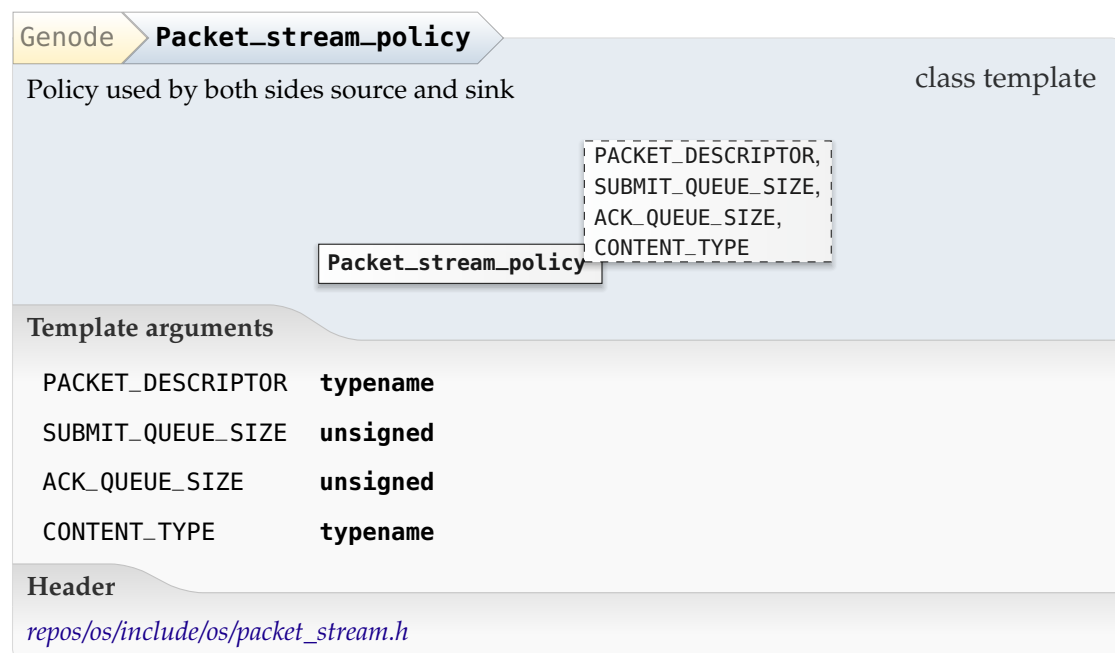 Genode Packet_stream_policy
Policy used by both sides source and sink
class template
PACKET_DESCRIPTOR,
SUBMIT_QUEUE_SIZE,
ACK_QUEUE_SIZE,
CONTENT_TYPE
Packet_stream_policy
Template arguments
PACKET_DESCRIPTOR typename
SUBMIT_QUEUE_SIZE unsigned
ACK_QUEUE_SIZE unsigned
CONTENT_TYPE typename
Header
repos/os/include/os/packet_stream.h